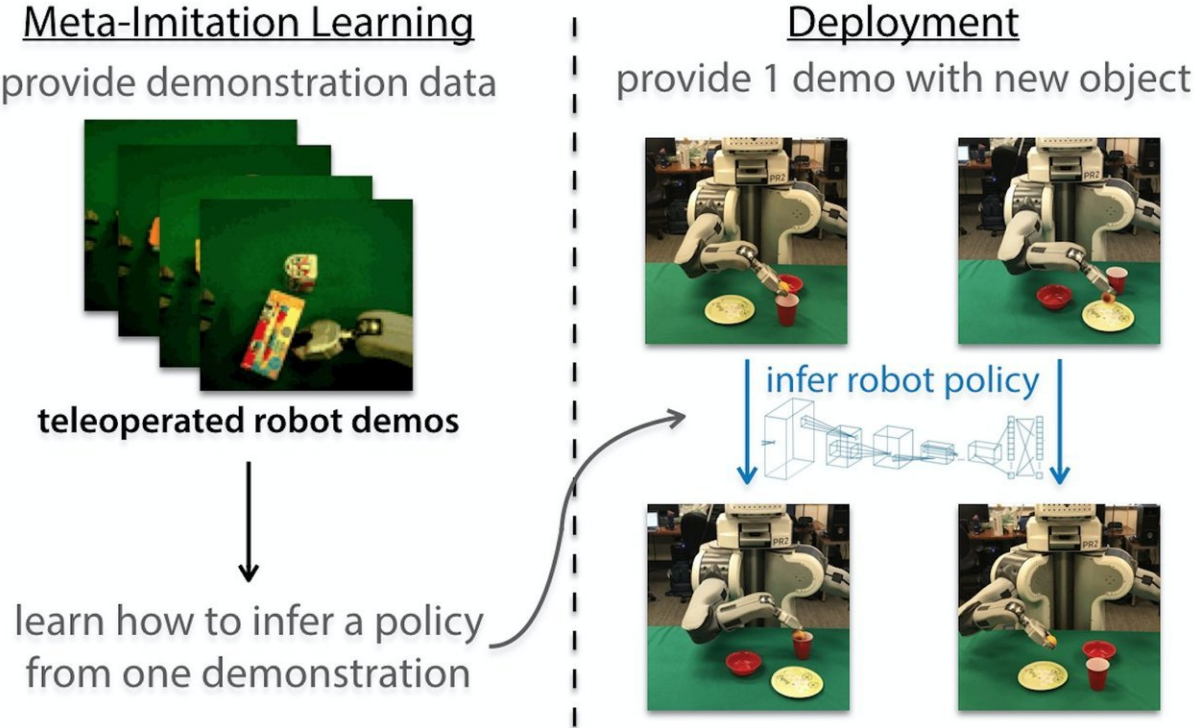 Meta-Imitation Learning
provide demonstration data
teleoperated robot demos
learn how to infer a policy
from one demonstration
Deployment
provide 1 demo with new object
PR2
PR2
infer robot policy
PR2
PR2